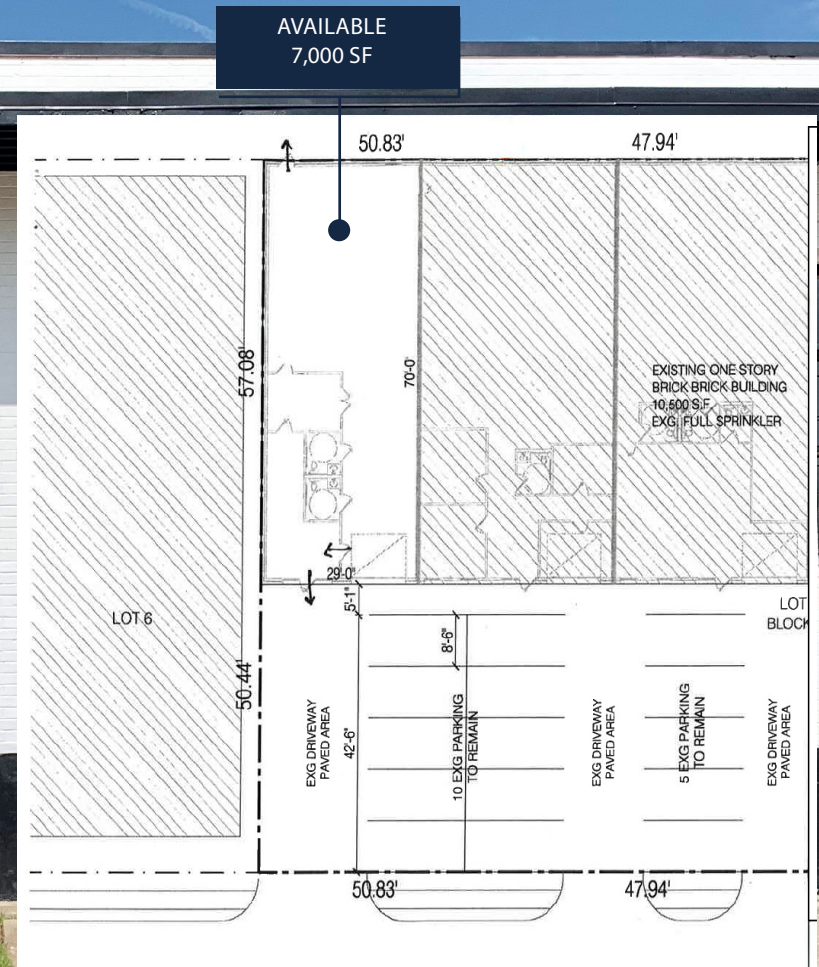 AVAILABLE
7,000 SF
50.83'
47.94'
57.08'
70-0"
EXISTING ONE STORY
BRICK BRICK BUILDING
10,500 S.F.
EXG. FULL SPRINKLER
29-0"
5'-1"
LOT 6
LOT
BLOCK
8'-6"
50.44'
42'-6"
EXG DRIVEWAY
PAVED AREA
10 EXG PARKING
TO REMAIN
EXG DRIVEWAY
PAVED AREA
5 EXG PARKING
TO REMAIN
EXG DRIVEWAY
PAVED AREA
50.83'
47.94'